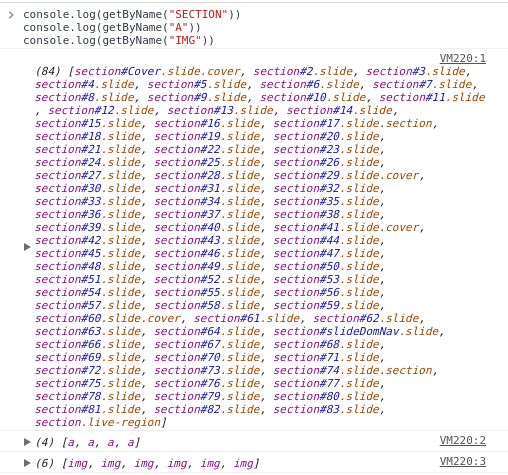 console.log(getByName("SECTION"))
console.log(getByName("A"))
console.log(getByName("IMG"))
VM220:1
(84) [section#Cover.slide.cover, section#2.slide, section#3.slide,
section#4.slide, section#5.slide, section#6.slide, section#7.slide,
section#8.slide, section#9.slide, section#10.slide, section#11.slide
, section#12.slide, section#13.slide, section#14.slide,
section#15.slide, section#16.slide, section#17.slide.section,
section#18.slide, section#19.slide, section#20.slide,
section#21.slide, section#22.slide, section#23.slide,
section#24.slide, section#25.slide, section#26.slide,
section#27.slide, section#28.slide, section#29.slide.cover,
section#30.slide, section#31.slide, section#32.slide,
section#33.slide, section#34.slide, section#35.slide,
section#36.slide, section#37.slide, section#38.slide,
section#39.slide, section#40.slide, section#41.slide.cover,
section#42.slide, section#43.slide, section#44.slide,
section#45.slide, section#46.slide, section#47.slide,
section#48.slide, section#49.slide, section#50.slide,
section#51.slide, section#52.slide, section#53.slide,
section#54.slide, section#55.slide, section#56.slide,
section#57.slide, section#58.slide, section#59.slide,
section#60.slide.cover, section#61.slide, section#62.slide,
section#63.slide, section#64.slide, section#slideDomNav.slide,
section#66.slide, section#67.slide, section#68.slide,
section#69.slide, section#70.slide, section#71.slide,
section#72.slide, section#73.slide, section#74.slide.section,
section#75.slide, section#76.slide, section#77.slide,
section#78.slide, section#79.slide, section#80.slide,
section#81.slide, section#82.slide, section#83.slide,
section.live-region]
(4) [a, a, a, a] VM220:2
(6) [img, img, img, img, img, img] VM220:3